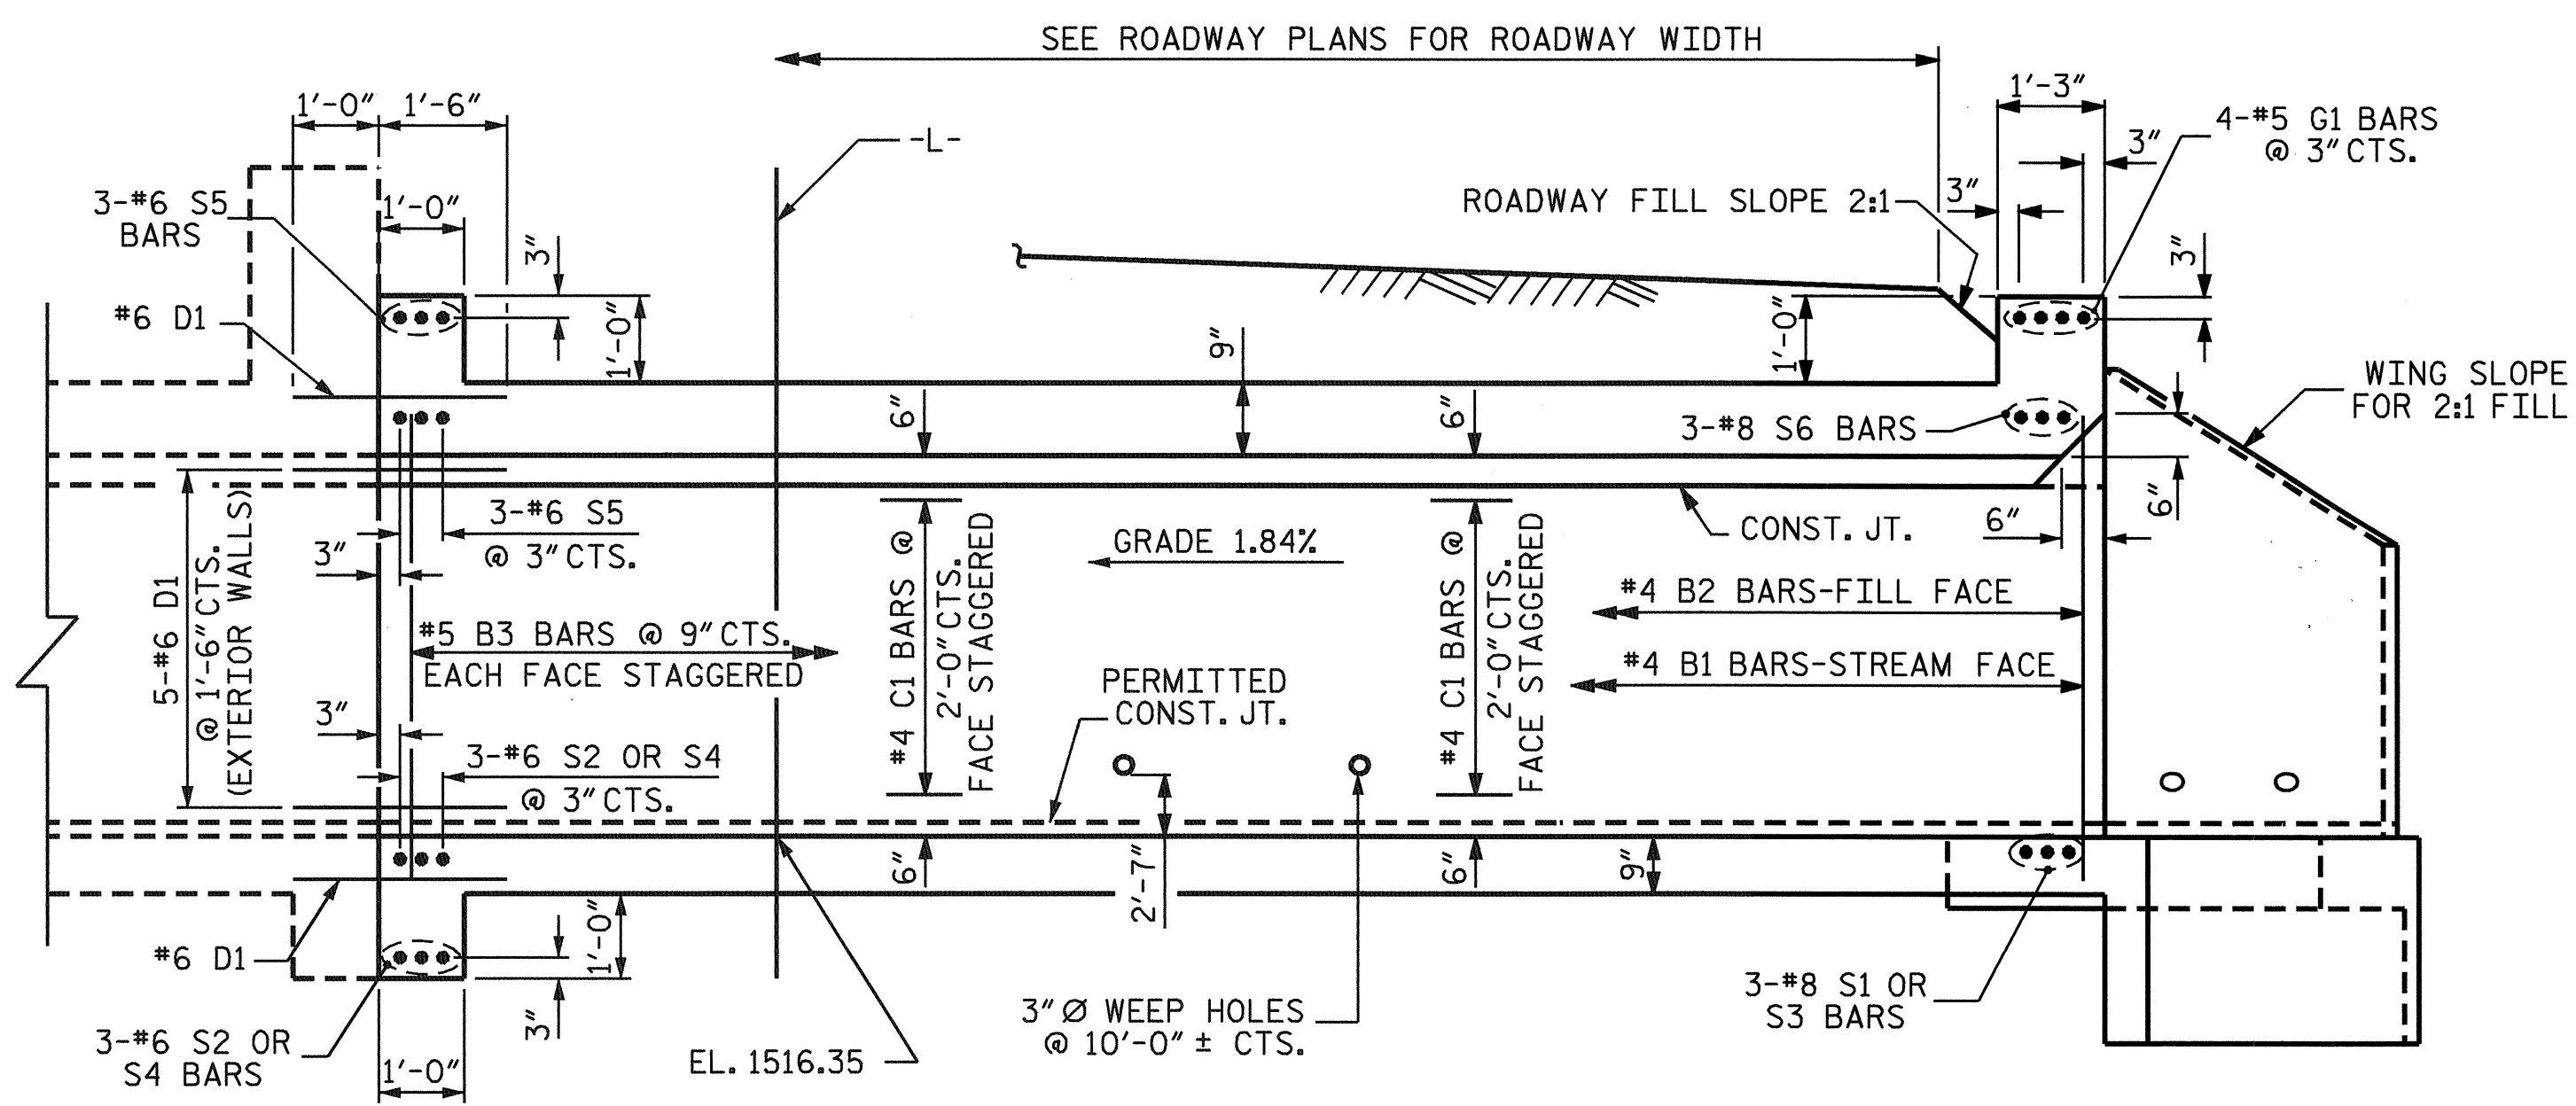 SEE ROADWAY PLANS FOR ROADWAY WIDTH
1'-0"
1'-6"
1'-3"
-L-
4-#5 G1 BARS
@ 3"CTS.
3"
3"
3-#6 S5
BARS
1'-0"
3"
ROADWAY FILL SLOPE 2:1
3"
#6 D1
1'-0"
9"
1'-0"
WING SLOPE
FOR 2:1 FILL
6"
6"
3-#8 S6 BARS
6"
6"
3-#6 S5
@ 3"CTS.
3"
GRADE 1.84%
CONST. JT.
5-#6 D1
@ 1'-6"CTS.
(EXTERIOR WALLS)
#4 C1 BARS @
2'-0"CTS.
FACE STAGGERED
#4 C1 BARS @
2'-0"CTS.
FACE STAGGERED
#4 B2 BARS-FILL FACE
#5 B3 BARS @ 9"CTS.
EACH FACE STAGGERED
#4 B1 BARS-STREAM FACE
PERMITTED
CONST. JT.
3"
3-#6 S2 OR S4
@ 3"CTS.
6"
2'-7"
6"
9"
#6 D1
1'-0"
3"
3-#6 S2 OR
S4 BARS
1'-0"
EL. 1516.35
3"Ø WEEP HOLES
@ 10'-0"± CTS.
3-#8 S1 OR
S3 BARS